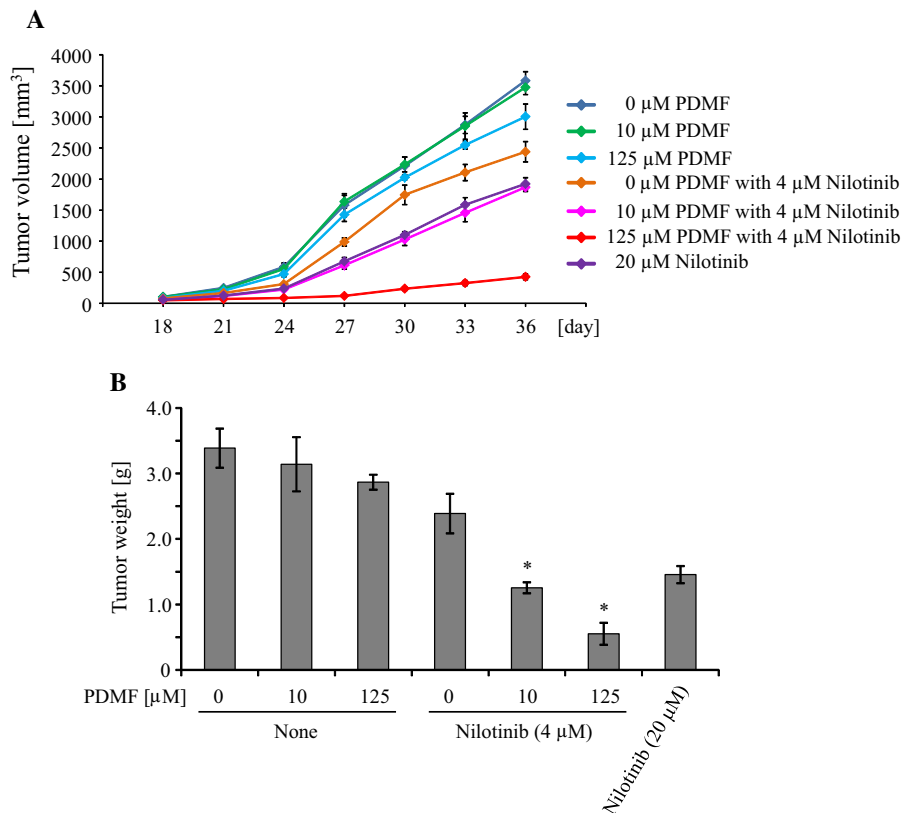 A
Tumor volume [mm³]
4000
3500
3000
2500
2000
1500
1000
500
0
18 21 24 27 30 33 36 [day]
0 µM PDMF
10 µM PDMF
125 µM PDMF
0 µM PDMF with 4 µM Nilotinib
10 µM PDMF with 4 µM Nilotinib
125 µM PDMF with 4 µM Nilotinib
20 µM Nilotinib
B
Tumor weight [g]
4.0
3.0
2.0
1.0
0
* *
PDMF [µM] 0 10 125 0 10 125
None Nilotinib (4 µM)
Nilotinib (20 µM)